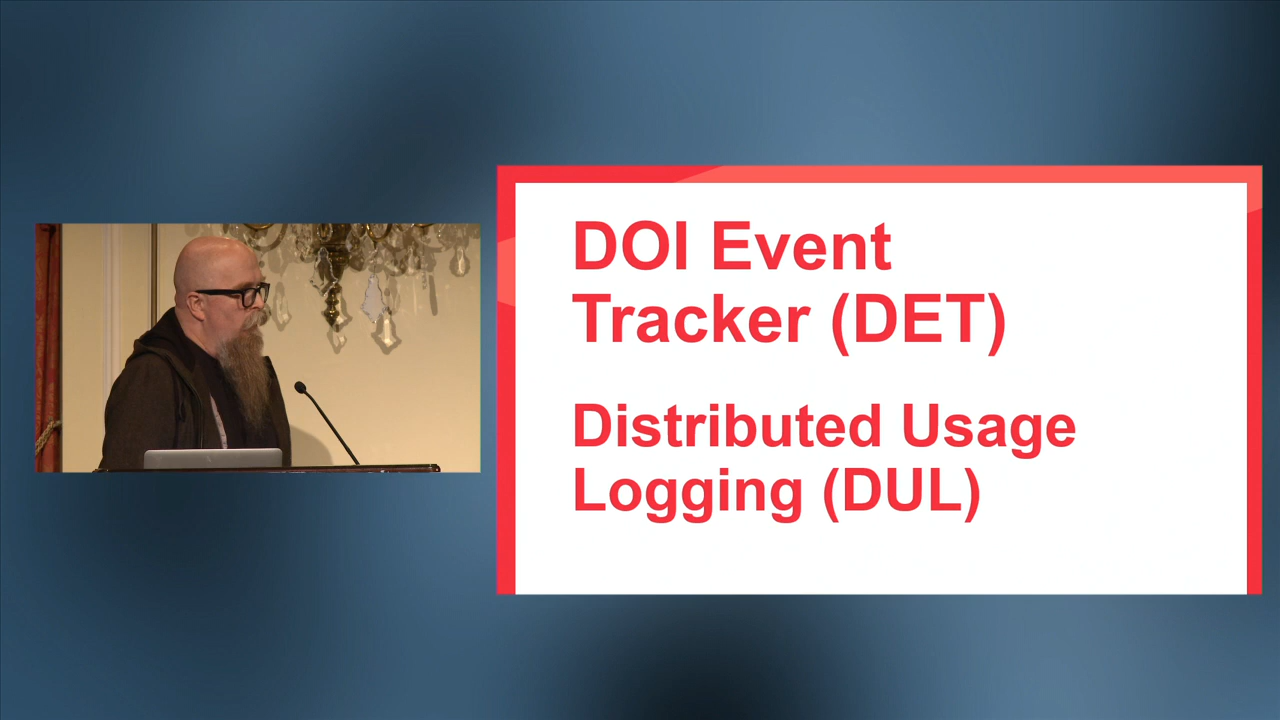 DOI Event
Tracker (DET)
Distributed Usage
Logging (DUL)